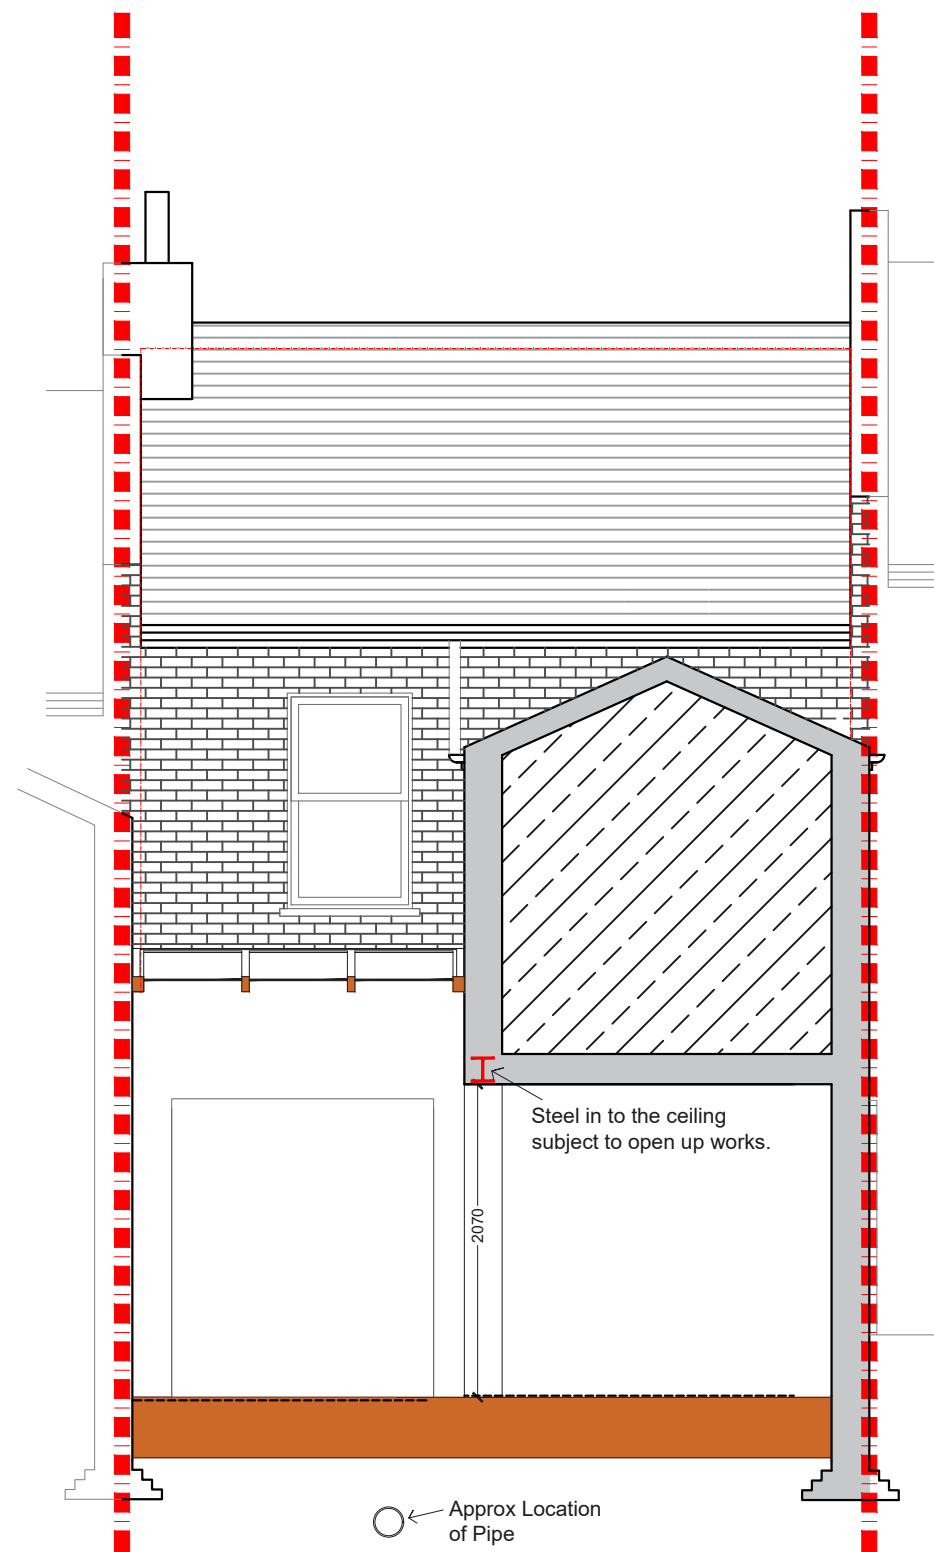 Steel in to the ceiling
subject to open up works.
2070
Approx Location
of Pipe